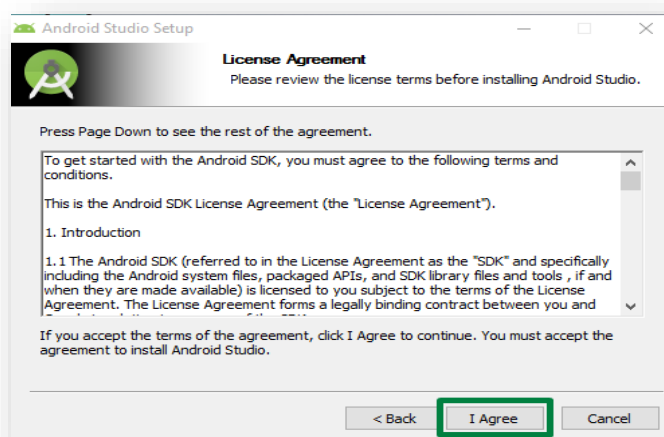 Android Studio Setup
License Agreement
Please review the license terms before installing Android Studio.
Press Page Down to see the rest of the agreement.
To get started with the Android SDK, you must agree to the following terms and
conditions.
This is the Android SDK License Agreement (the "License Agreement").
1. Introduction
1.1 The Android SDK (referred to in the License Agreement as the "SDK" and specifically
including the Android system files, packaged APIs, and SDK library files and tools , if and
when they are made available) is licensed to you subject to the terms of the License
Agreement. The License Agreement forms a legally binding contract between you and
If you accept the terms of the agreement, click I Agree to continue. You must accept the
agreement to install Android Studio.
< Back
I Agree
Cancel